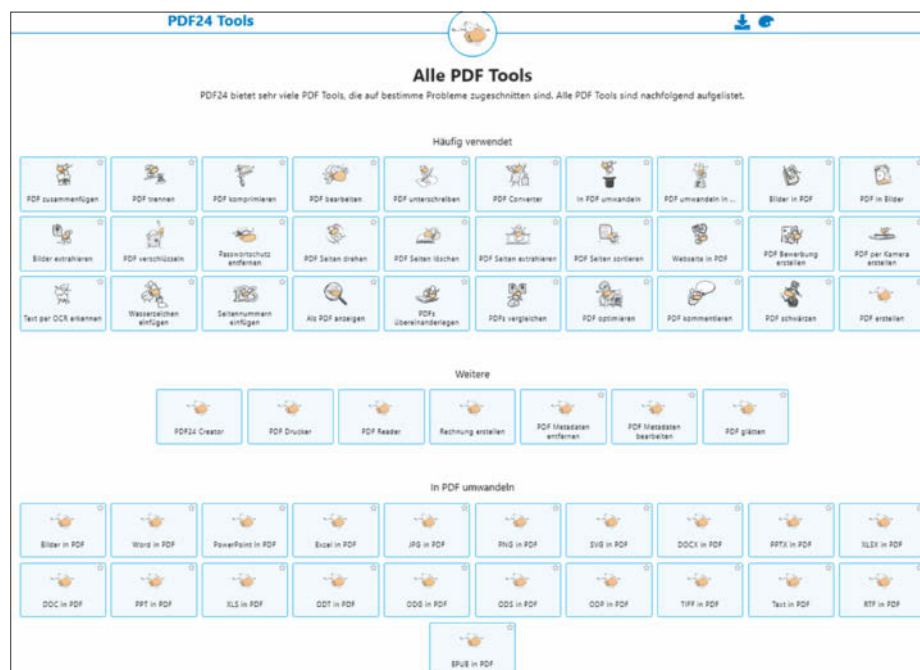 PDF24 Tools
Alle PDF Tools
PDF24 bietet sehr viele PDF Tools, die auf bestimme Probleme zugeschnitten sind. Alle PDF Tools sind nachfolgend aufgelistet.
Häufig verwendet
PDF zusammenfügen
PDF trennen
PDF komprimieren
PDF bearbeiten
PDF unterschreiben
PDF Converter
In PDF umwandeln
PDF umwandeln in ...
Bilder in PDF
PDF in Bilder
Bilder extrahieren
PDF verschlüsseln
Passwortschutz
entfernen
PDF Seiten drehen
PDF Seiten löschen
PDF Seiten extrahieren
PDF Seiten sortieren
Webseite in PDF
PDF Bewerbung
erstellen
PDF per Kamera
erstellen
Text per OCR erkennen
Wasserzeichen
einfügen
Seitennummern
einfügen
Als PDF anzeigen
PDFs
übereinanderlegen
PDFs vergleichen
PDF optimieren
PDF kommentieren
PDF schwärzen
PDF erstellen
Weitere
PDF24 Creator
PDF Drucker
PDF Reader
Rechnung erstellen
PDF Metadaten
entfernen
PDF Metadaten
bearbeiten
PDF glätten
In PDF umwandeln
Bilder in PDF
Word in PDF
PowerPoint in PDF
Excel in PDF
JPG in PDF
PNG in PDF
SVG in PDF
DOCX in PDF
PPTX in PDF
XLSX in PDF
DOC in PDF
PPT in PDF
XLS in PDF
ODT in PDF
ODG in PDF
ODS in PDF
ODP in PDF
TIFF in PDF
Text in PDF
RTF in PDF
EPUB in PDF